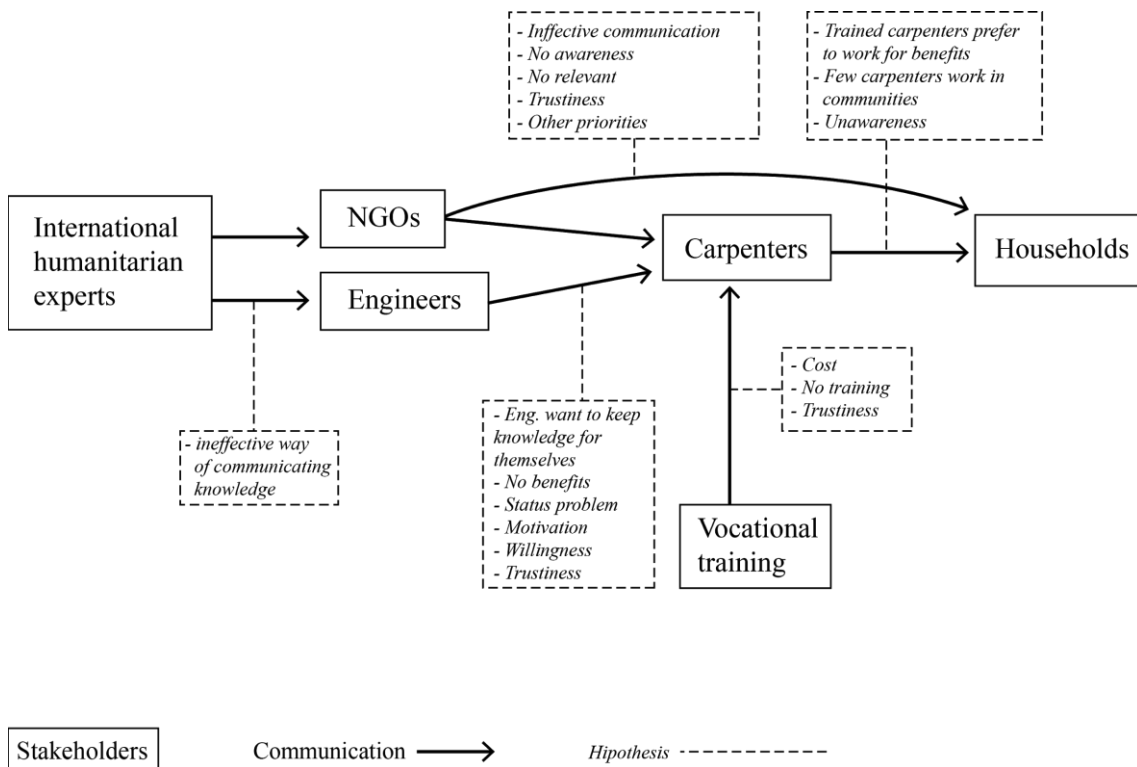 - Inffective communication
- No awareness
- No relevant
- Trustiness
- Other priorities
- Trained carpenters prefer
to work for benefits
- Few carpenters work in
communities
- Unawareness
International
humanitarian
experts
NGOs
Engineers
Carpenters
Households
- ineffective way
of communicating
knowledge
- Eng. want to keep
knowledge for
themselves
- No benefits
- Status problem
- Motivation
- Willingness
- Trustiness
- Cost
- No training
- Trustiness
Vocational
training
Stakeholders
Communication
Hipothesis